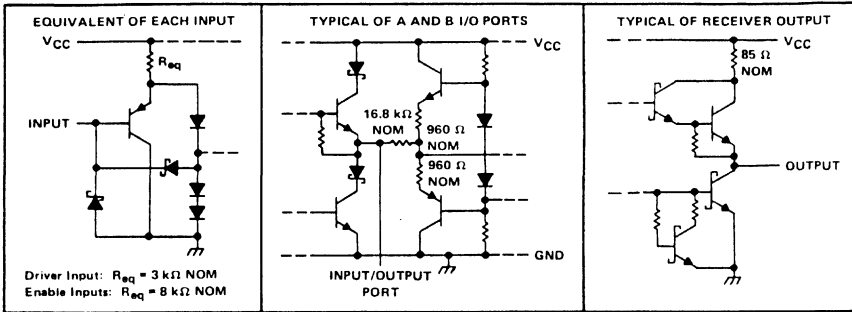 EQUIVALENT OF EACH INPUT
VCC
Req
INPUT
Driver Input: Req = 3 kΩ NOM
Enable Inputs: Req = 8 kΩ NOM
TYPICAL OF A AND B I/O PORTS
VCC
16.8 kΩ
NOM
960 Ω
NOM
960 Ω
NOM
GND
INPUT/OUTPUT
PORT
TYPICAL OF RECEIVER OUTPUT
VCC
85 Ω
NOM
OUTPUT